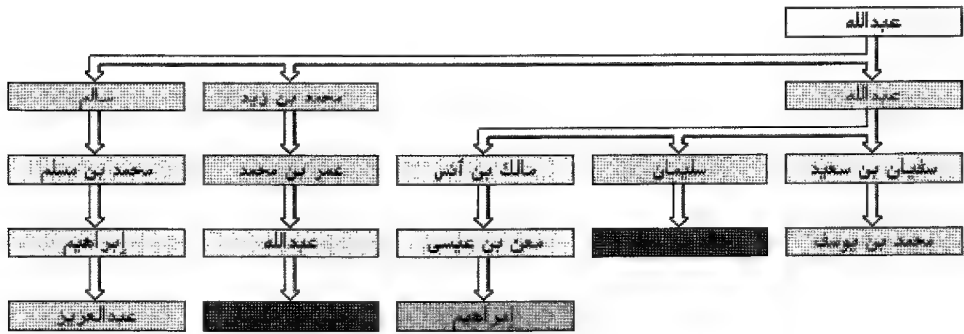 عبدالله
عبدالله
محمد بن زيد
سالم
سفيان بن سعيد
سليمان
مالك بن أنس
عمر بن محمد
محمد بن مسلم
محمد بن يوسف
معن بن عيسى
عبدالله
إبراهيم
إبراهيم
عبدالعزيز